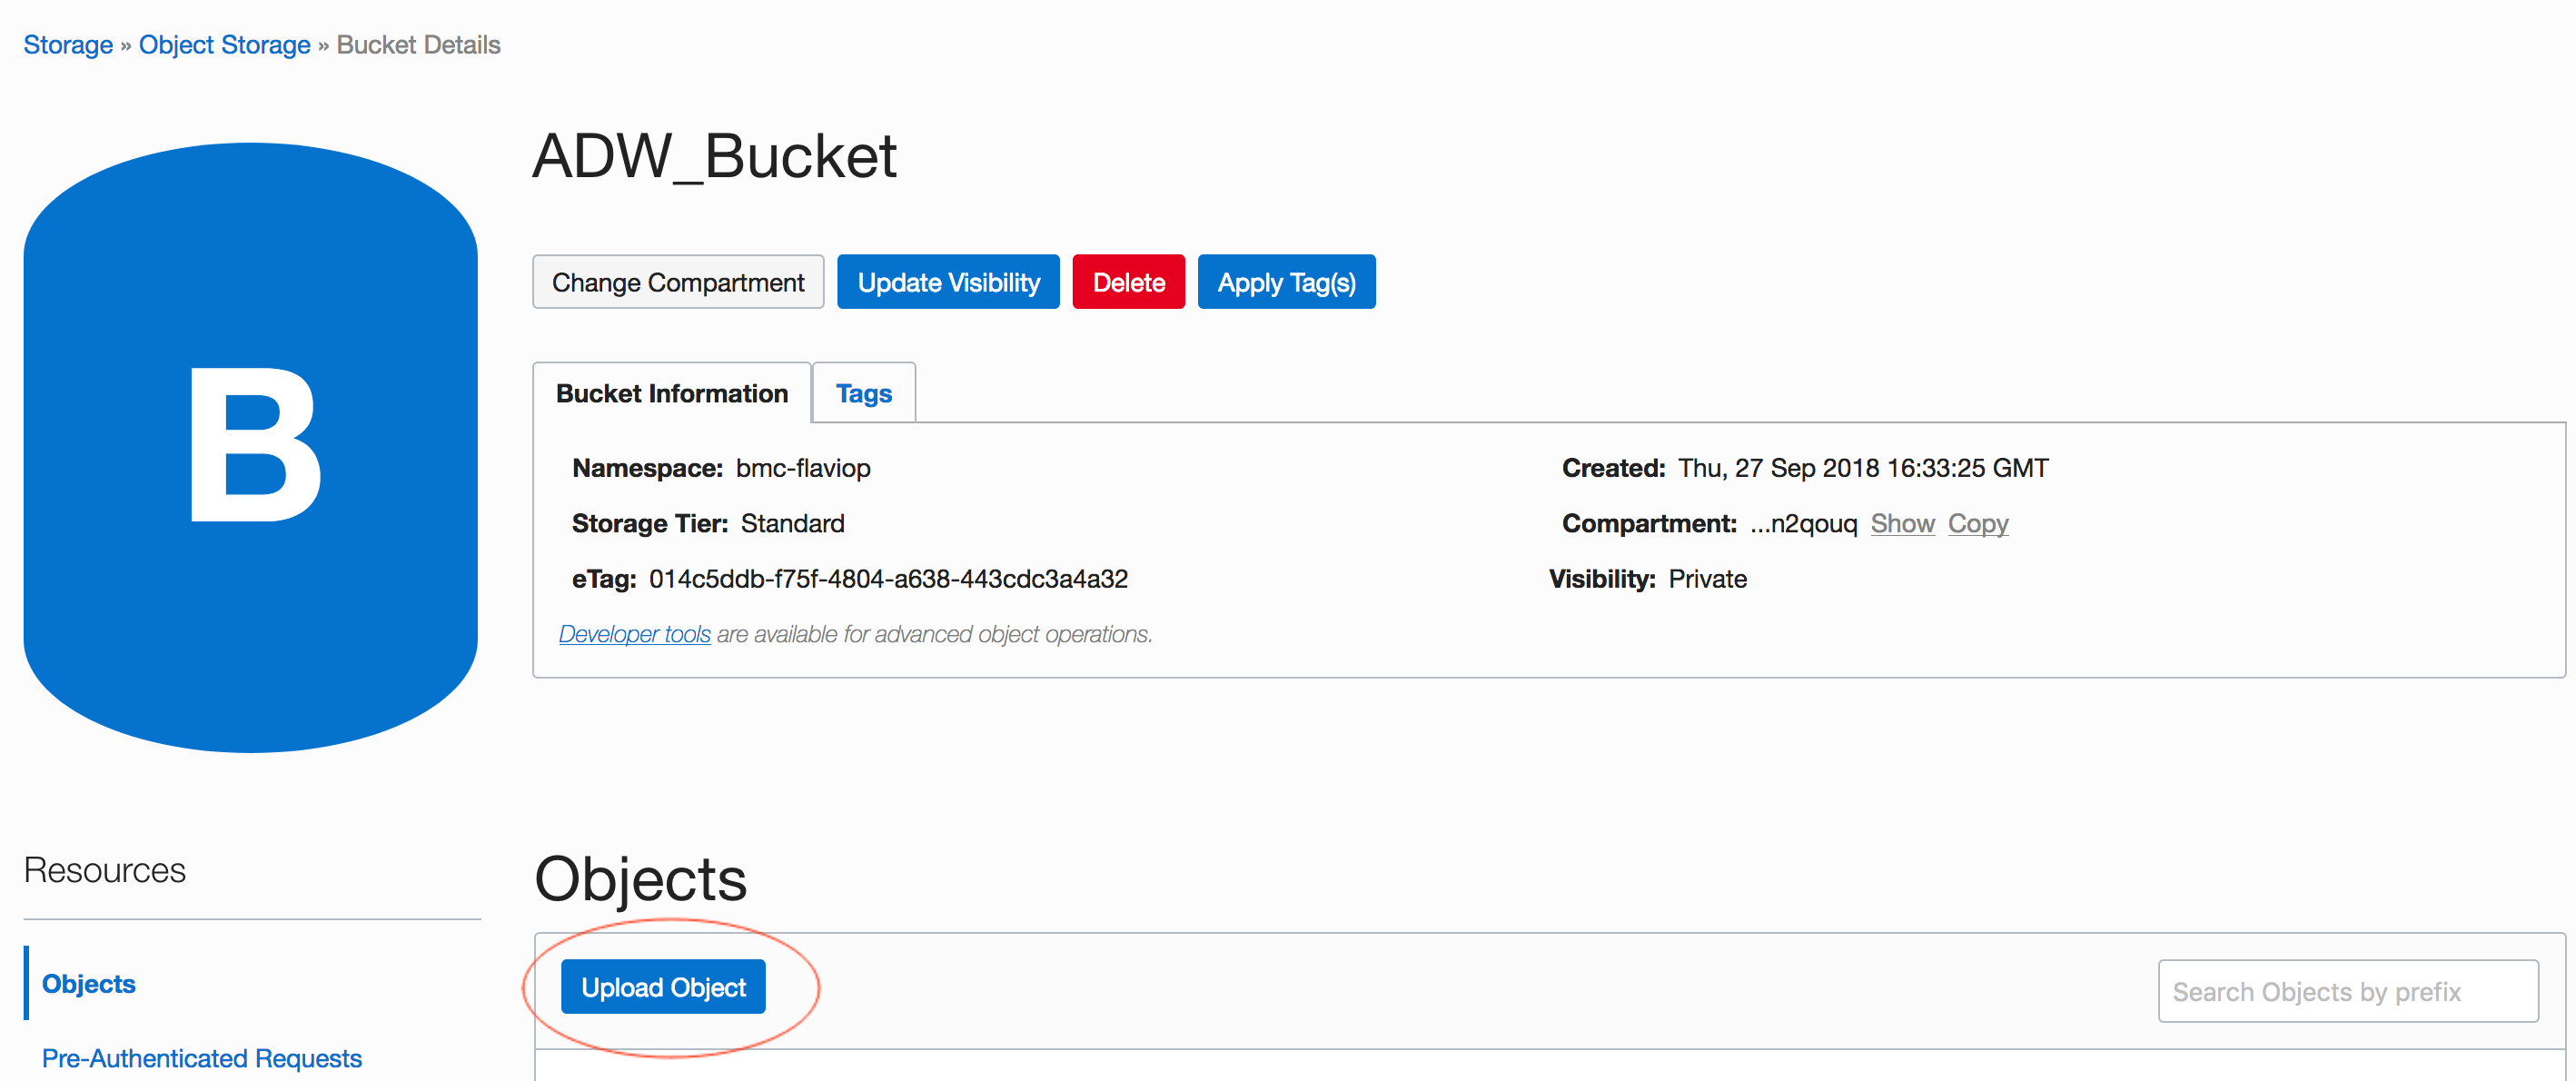 Storage » Object Storage » Bucket Details
B
ADW_Bucket
Change Compartment Update Visibility Delete Apply Tag(s)
Bucket Information Tags
Namespace: bmc-flaviop Created: Thu, 27 Sep 2018 16:33:25 GMT
Storage Tier: Standard Compartment: ...n2qouq Show Copy
eTag: 014c5ddb-f75f-4804-a638-443cdc3a4a32 Visibility: Private
Developer tools are available for advanced object operations.
Resources
Objects
Pre-Authenticated Requests
Objects
Upload Object Search Objects by prefix